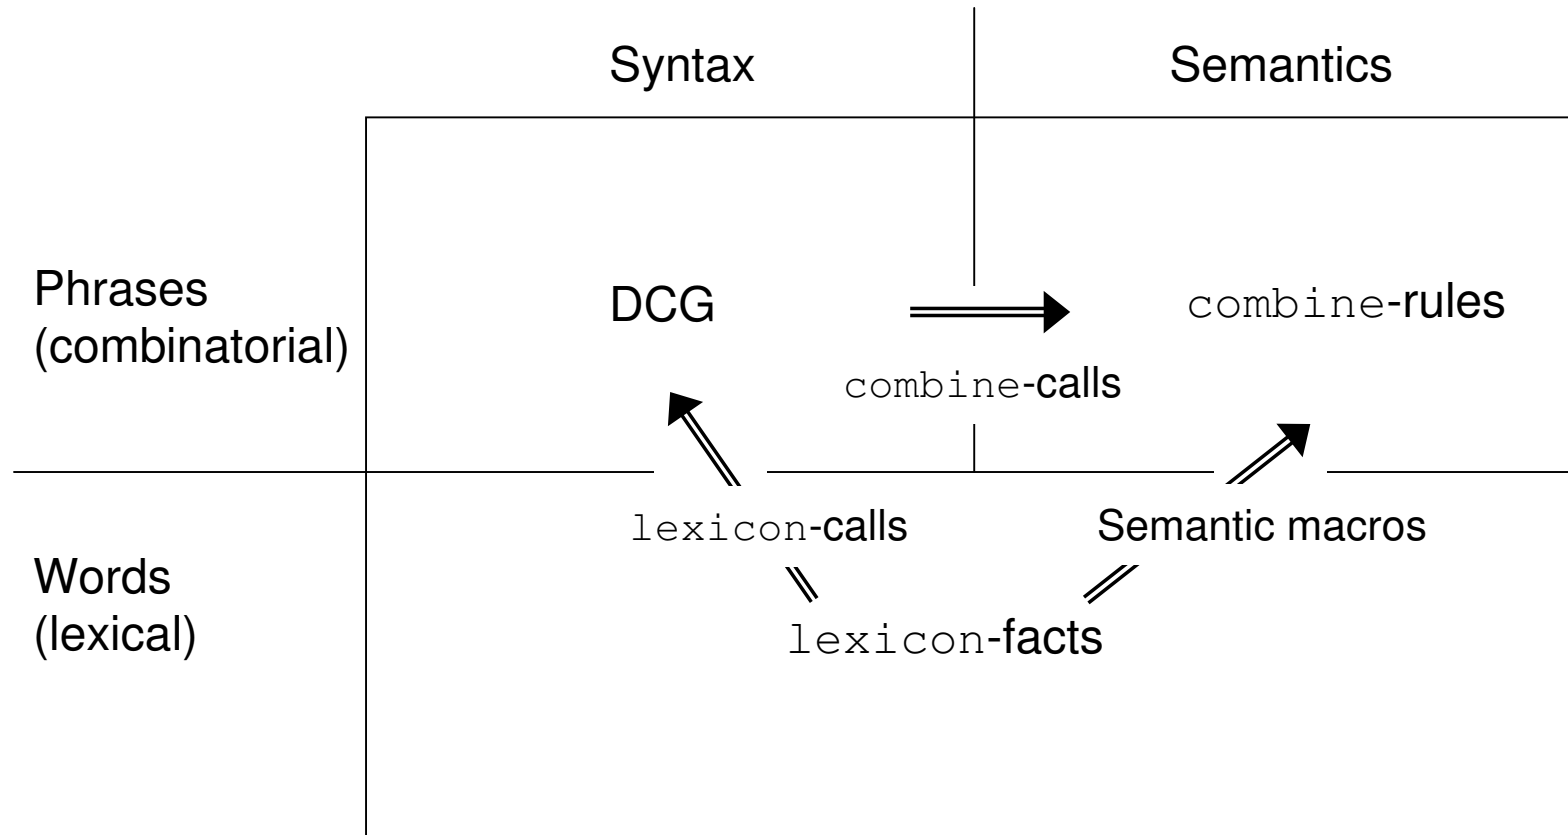 Syntax
Semantics
Phrases
(combinatorial)
DCG
combine-rules
combine-calls
lexicon-calls
Semantic macros
Words
(lexical)
lexicon-facts